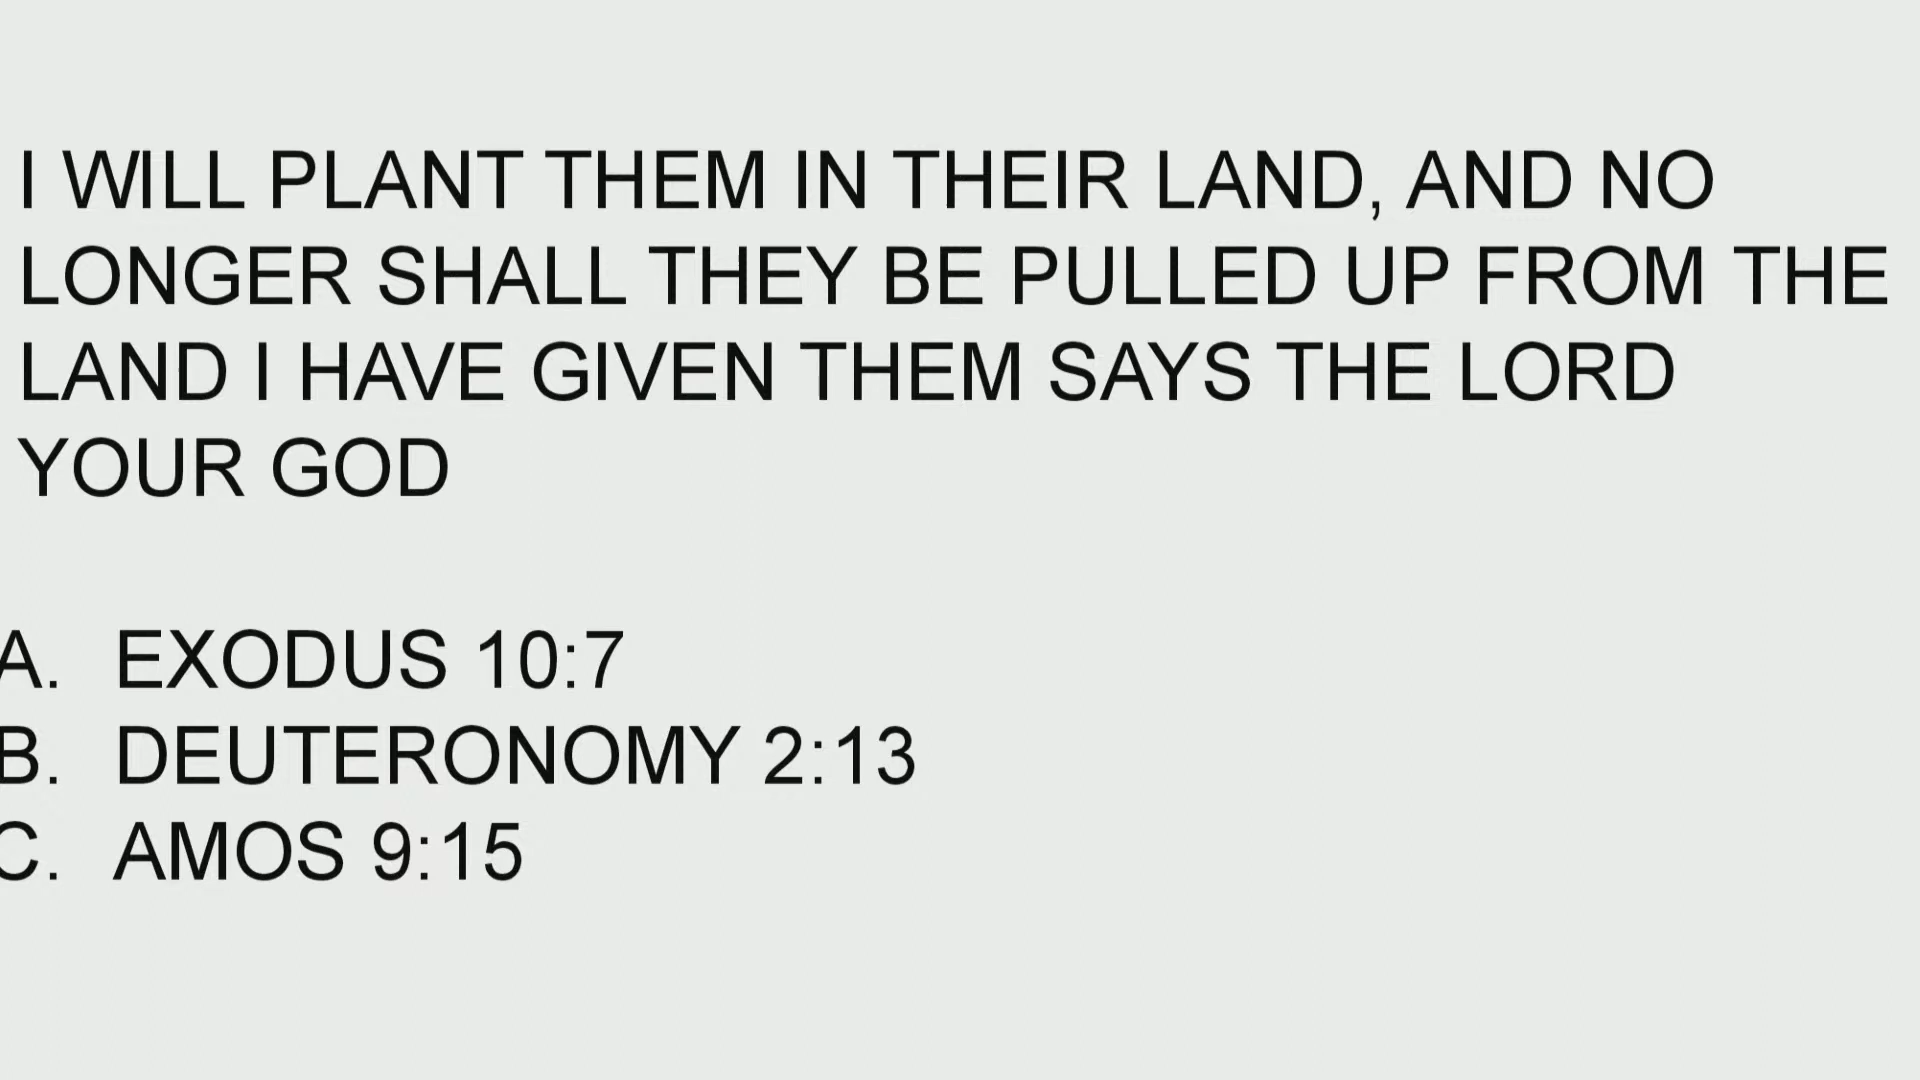 I WILL PLANT THEM IN THEIR LAND, AND NO
LONGER SHALL THEY BE PULLED UP FROM THE
LAND I HAVE GIVEN THEM SAYS THE LORD
YOUR GOD
A. EXODUS 10:7
B. DEUTERONOMY 2:13
C. AMOS 9:15